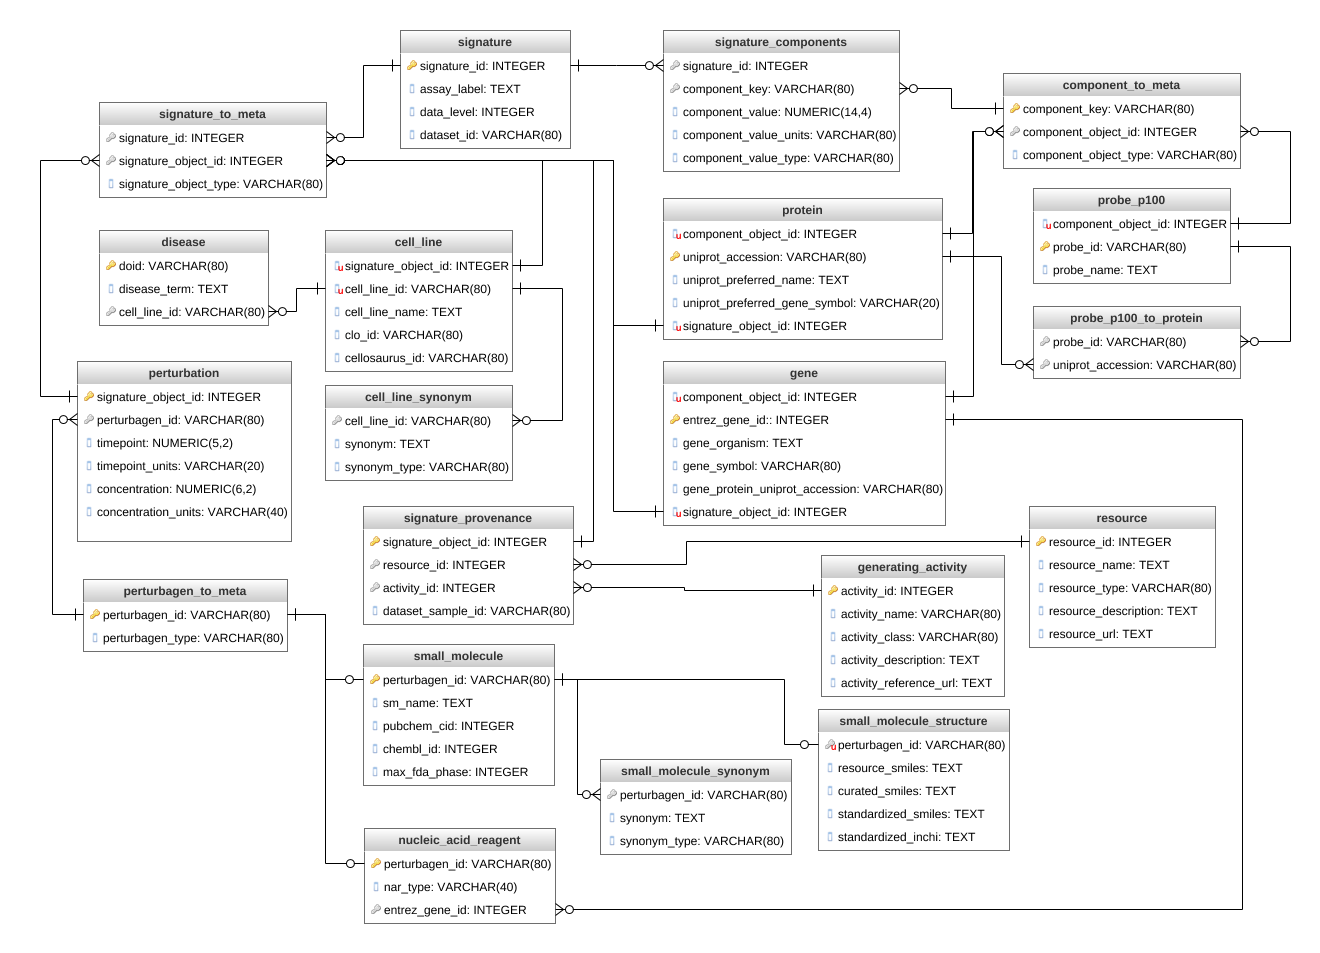 signature
signature_id: INTEGER
assay_label: TEXT
data_level: INTEGER
dataset_id: VARCHAR(80)
signature_components
signature_id: INTEGER
component_key: VARCHAR(80)
component_value: NUMERIC(14,4)
component_value_units: VARCHAR(80)
component_value_type: VARCHAR(80)
component_to_meta
component_key: VARCHAR(80)
component_object_id: INTEGER
component_object_type: VARCHAR(80)
signature_to_meta
signature_id: INTEGER
signature_object_id: INTEGER
signature_object_type: VARCHAR(80)
probe_p100
component_object_id: INTEGER
probe_id: VARCHAR(80)
probe_name: TEXT
protein
component_object_id: INTEGER
uniprot_accession: VARCHAR(80)
uniprot_preferred_name: TEXT
uniprot_preferred_gene_symbol: VARCHAR(20)
signature_object_id: INTEGER
disease
doid: VARCHAR(80)
disease_term: TEXT
cell_line_id: VARCHAR(80)
cell_line
signature_object_id: INTEGER
cell_line_id: VARCHAR(80)
cell_line_name: TEXT
clo_id: VARCHAR(80)
cellosaurus_id: VARCHAR(80)
probe_p100_to_protein
probe_id: VARCHAR(80)
uniprot_accession: VARCHAR(80)
perturbation
signature_object_id: INTEGER
perturbagen_id: VARCHAR(80)
timepoint: NUMERIC(5,2)
timepoint_units: VARCHAR(20)
concentration: NUMERIC(6,2)
concentration_units: VARCHAR(40)
cell_line_synonym
cell_line_id: VARCHAR(80)
synonym: TEXT
synonym_type: VARCHAR(80)
gene
component_object_id: INTEGER
entrez_gene_id:: INTEGER
gene_organism: TEXT
gene_symbol: VARCHAR(80)
gene_protein_uniprot_accession: VARCHAR(80)
signature_object_id: INTEGER
signature_provenance
signature_object_id: INTEGER
resource_id: INTEGER
activity_id: INTEGER
dataset_sample_id: VARCHAR(80)
resource
resource_id: INTEGER
resource_name: TEXT
resource_type: VARCHAR(80)
resource_description: TEXT
resource_url: TEXT
generating_activity
activity_id: INTEGER
activity_name: VARCHAR(80)
activity_class: VARCHAR(80)
activity_description: TEXT
activity_reference_url: TEXT
perturbagen_to_meta
perturbagen_id: VARCHAR(80)
perturbagen_type: VARCHAR(80)
small_molecule
perturbagen_id: VARCHAR(80)
sm_name: TEXT
pubchem_cid: INTEGER
chembl_id: INTEGER
max_fda_phase: INTEGER
small_molecule_structure
perturbagen_id: VARCHAR(80)
resource_smiles: TEXT
curated_smiles: TEXT
standardized_smiles: TEXT
standardized_inchi: TEXT
small_molecule_synonym
perturbagen_id: VARCHAR(80)
synonym: TEXT
synonym_type: VARCHAR(80)
nucleic_acid_reagent
perturbagen_id: VARCHAR(80)
nar_type: VARCHAR(40)
entrez_gene_id: INTEGER